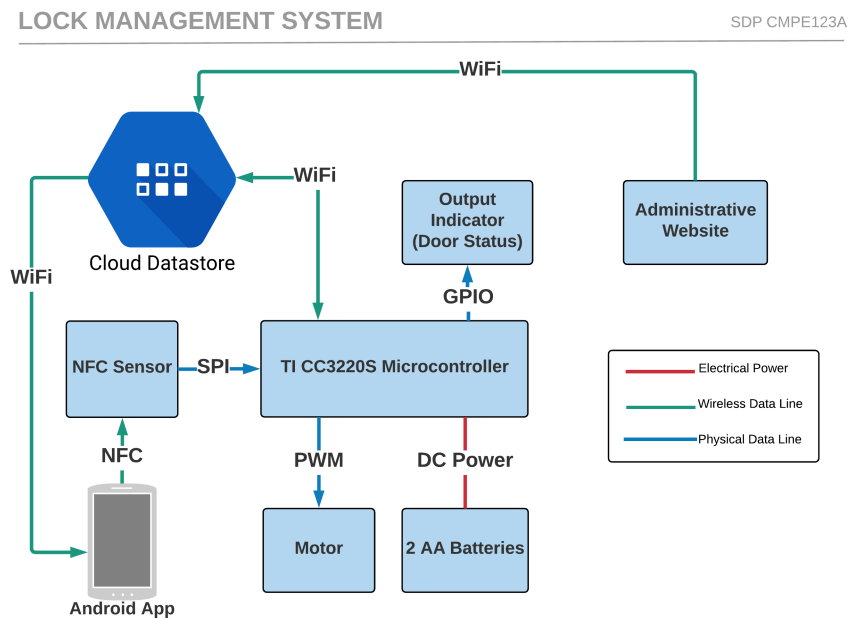 LOCK MANAGEMENT SYSTEM
SDP CMPE123A
WiFi
WiFi
Output
Indicator
(Door Status)
Administrative
Website
Cloud Datastore
WiFi
GPIO
NFC Sensor
SPI
TI CC3220S Microcontroller
Electrical Power
Wireless Data Line
Physical Data Line
NFC
PWM
DC Power
Motor
2 AA Batteries
Android App